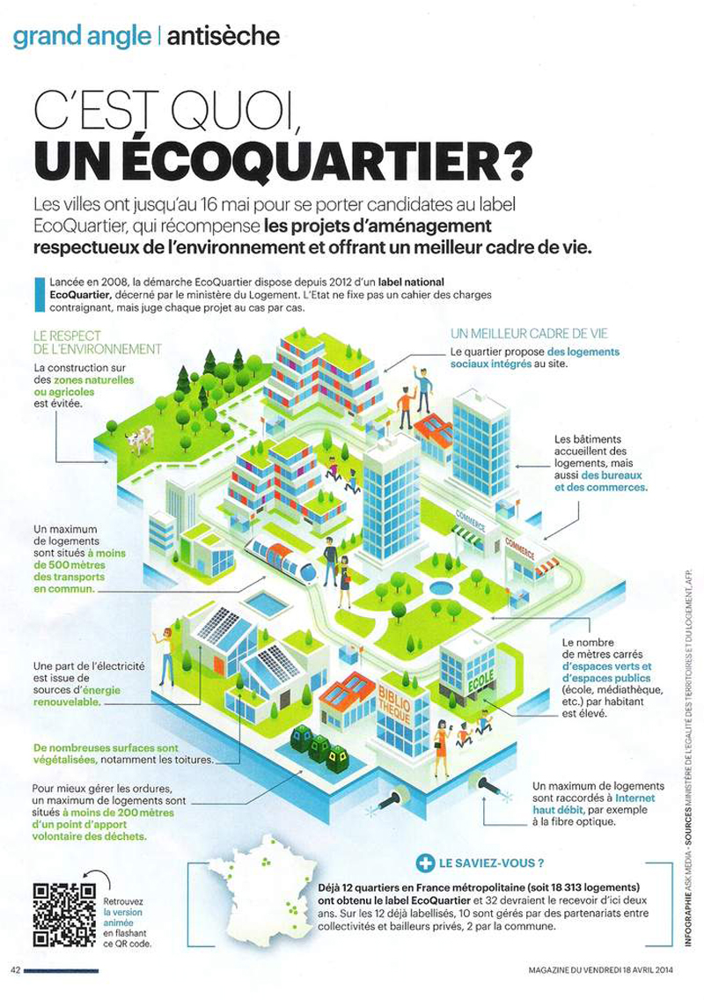 grand angle | antisèche
C'EST QUOI,
UN ÉCOQUARTIER?
Les villes ont jusqu'au 16 mai pour se porter candidates au label
EcoQuartier, qui récompense les projets d'aménagement
respectueux de l'environnement et offrant un meilleur cadre de vie.
Lancée en 2008, la démarche EcoQuartier dispose depuis 2012 d'un label national
EcoQuartier, décerné par le ministère du Logement. L'Etat ne fixe pas un cahier des charges
contraignant, mais juge chaque projet au cas par cas.
LE RESPECT
DE L'ENVIRONNEMENT
La construction sur
des zones naturelles
ou agricoles
est évitée.
UN MEILLEUR CADRE DE VIE
Le quartier propose des logements
sociaux intégrés au site.
Les bâtiments
accueillent des
logements, mais
aussi des bureaux
et des commerces.
Un maximum
de logements
sont situés à moins
de 500 mètres
des transports
en commun.
COMMERCE
COMMERCE
Une part de l'électricité
est issue de
sources d'énergie
renouvelable.
Le nombre
de mètres carrés
d'espaces verts et
d'espaces publics
(école, médiathèque,
etc.) par habitant
est élevé.
ÉCOLE
BIBLIO
THEQUE
De nombreuses surfaces sont
végétalisées, notamment les toitures.
Pour mieux gérer les ordures,
un maximum de logements sont
situés à moins de 200 mètres
d'un point d'apport
volontaire des déchets.
Un maximum de logements
sont raccordés à Internet
haut débit, par exemple
à la fibre optique.
Retrouvez
la version
animée
en flashant
ce QR code.
+ LE SAVIEZ-VOUS ?
Déjà 12 quartiers en France métropolitaine (soit 18 313 logements)
ont obtenu le label EcoQuartier et 32 devraient le recevoir d'ici deux
ans. Sur les 12 déjà labellisés, 10 sont gérés par des partenariats entre
collectivités et bailleurs privés, 2 par la commune.
INFOGRAPHIE ASK MEDIA - SOURCES MINISTÈRE DE L'EGALITÉ DES TERRITOIRES ET DU LOGEMENT, AFP.
42
MAGAZINE DU VENDREDI 18 AVRIL 2014